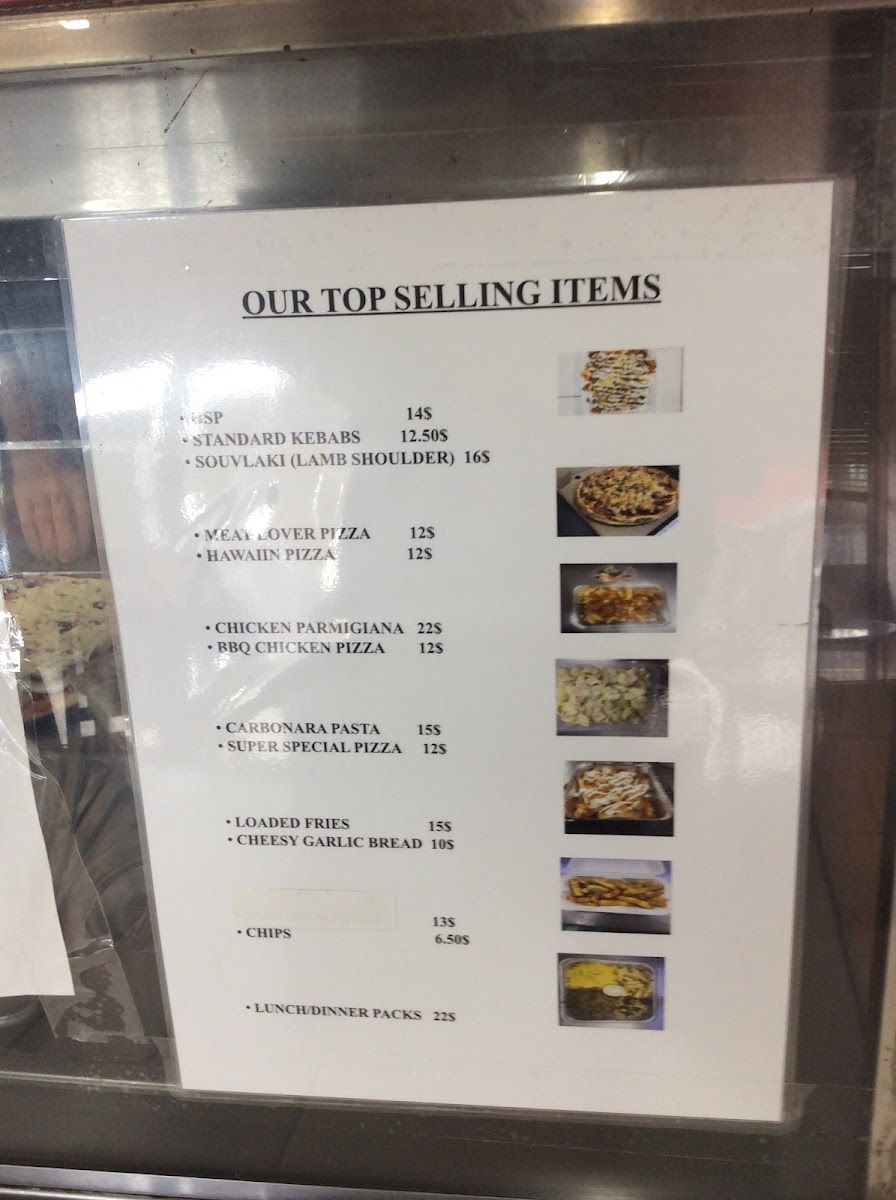 OUR TOP SELLING ITEMS
• HSP 14$
• STANDARD KEBABS 12.50$
• SOUVLAKI (LAMB SHOULDER) 16$
• MEAT LOVER PIZZA 12$
• HAWAIIN PIZZA 12$
• CHICKEN PARMIGIANA 22$
• BBQ CHICKEN PIZZA 12$
• CARBONARA PASTA 15$
• SUPER SPECIAL PIZZA 12$
• LOADED FRIES 15$
• CHEESY GARLIC BREAD 10$
13$
• CHIPS 6.50$
• LUNCH/DINNER PACKS 22$